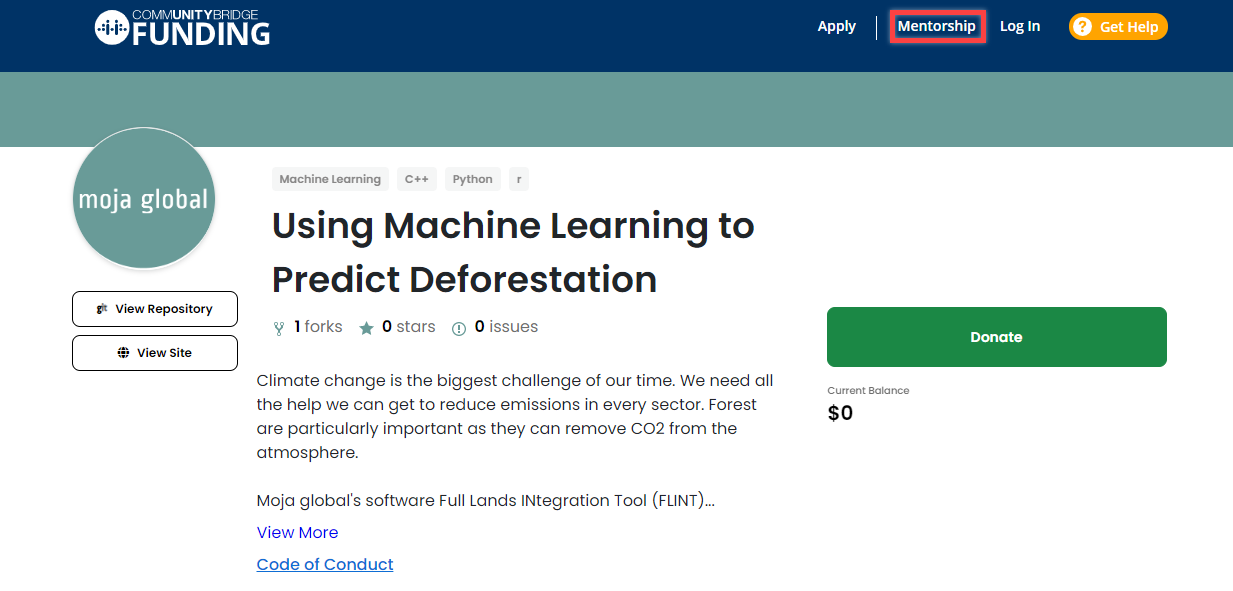 COMMUNITYBRIDGE
FUNDING
Apply
Mentorship
Log In
? Get Help
moja global
Machine Learning
C++
Python
r
Using Machine Learning to
Predict Deforestation
1 forks
0 stars
0 issues
git View Repository
View Site
Donate
Current Balance
$0
Climate change is the biggest challenge of our time. We need all
the help we can get to reduce emissions in every sector. Forest
are particularly important as they can remove CO2 from the
atmosphere.
Moja global's software Full Lands INtegration Tool (FLINT)...
View More
Code of Conduct